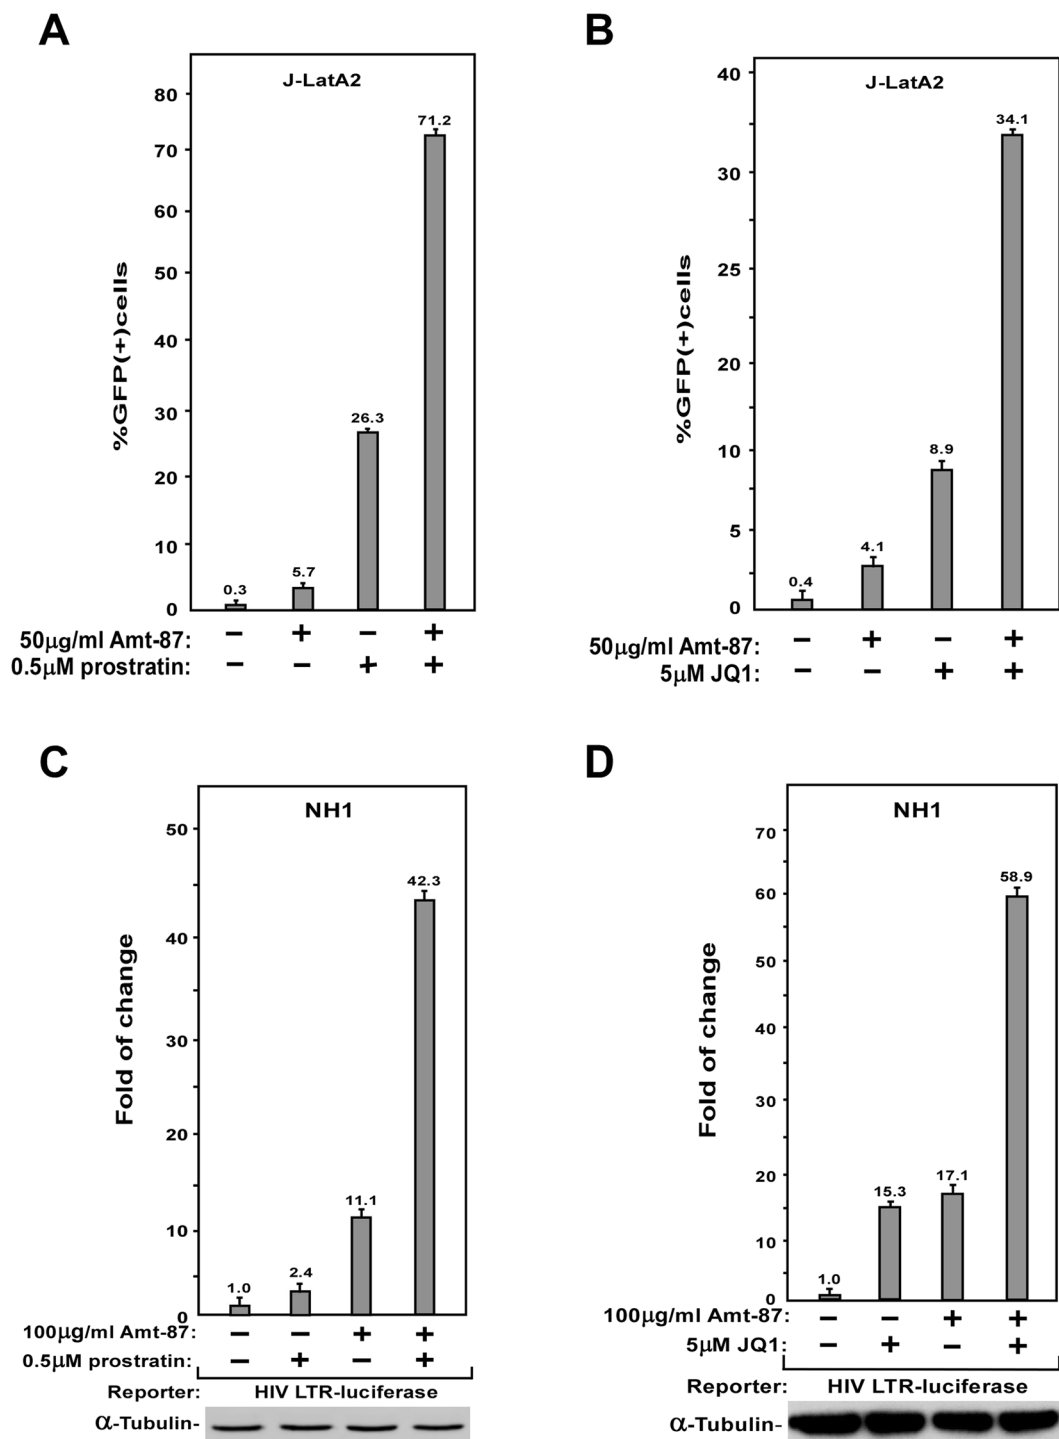 A
J-LatA2
%GFP(+)cells
80
70
60
50
40
30
20
10
0
0.3
5.7
26.3
71.2
50μg/ml Amt-87: − + − +
0.5μM prostratin: − − + +
B
J-LatA2
%GFP(+)cells
40
30
25
20
10
5
0
0.4
4.1
8.9
34.1
50μg/ml Amt-87: − + − +
5μM JQ1: − − + +
C
NH1
Fold of change
50
40
30
20
10
0
1.0
2.4
11.1
42.3
100μg/ml Amt-87: − − + +
0.5μM prostratin: − + − +
Reporter: HIV LTR-luciferase
α-Tubulin-
D
NH1
Fold of change
70
60
50
40
30
20
10
0
1.0
15.3
17.1
58.9
100μg/ml Amt-87: − − + +
5μM JQ1: − + − +
Reporter: HIV LTR-luciferase
α-Tubulin-